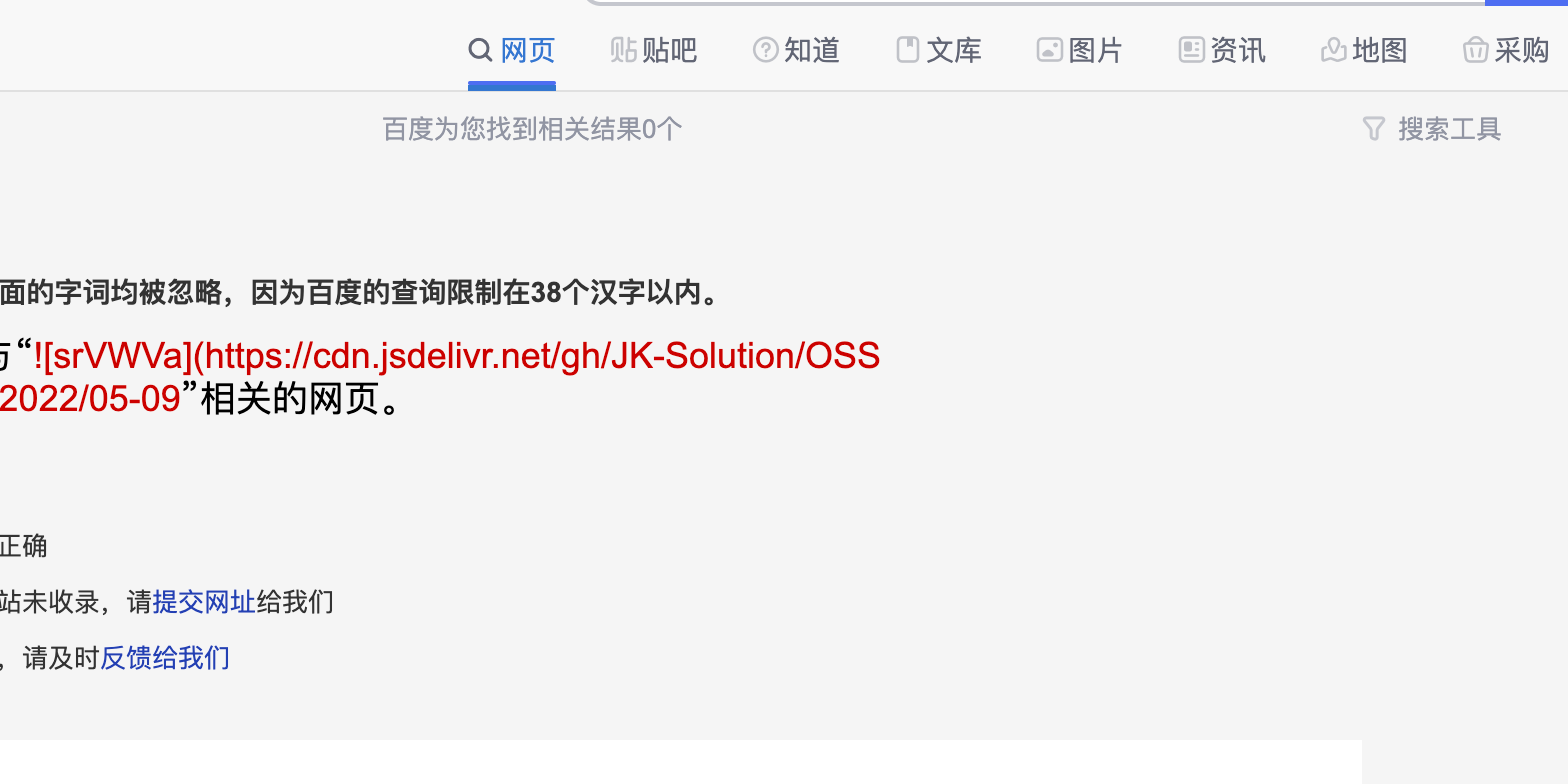 网页 贴吧 知道 文库 图片 资讯 地图 采购
百度为您找到相关结果0个 搜索工具
面的字词均被忽略，因为百度的查询限制在38个汉字以内。
“![srVWVa](https://cdn.jsdelivr.net/gh/JK-Solution/OSS
2022/05-09”相关的网页。
正确
站未收录，请提交网址给我们
，请及时反馈给我们